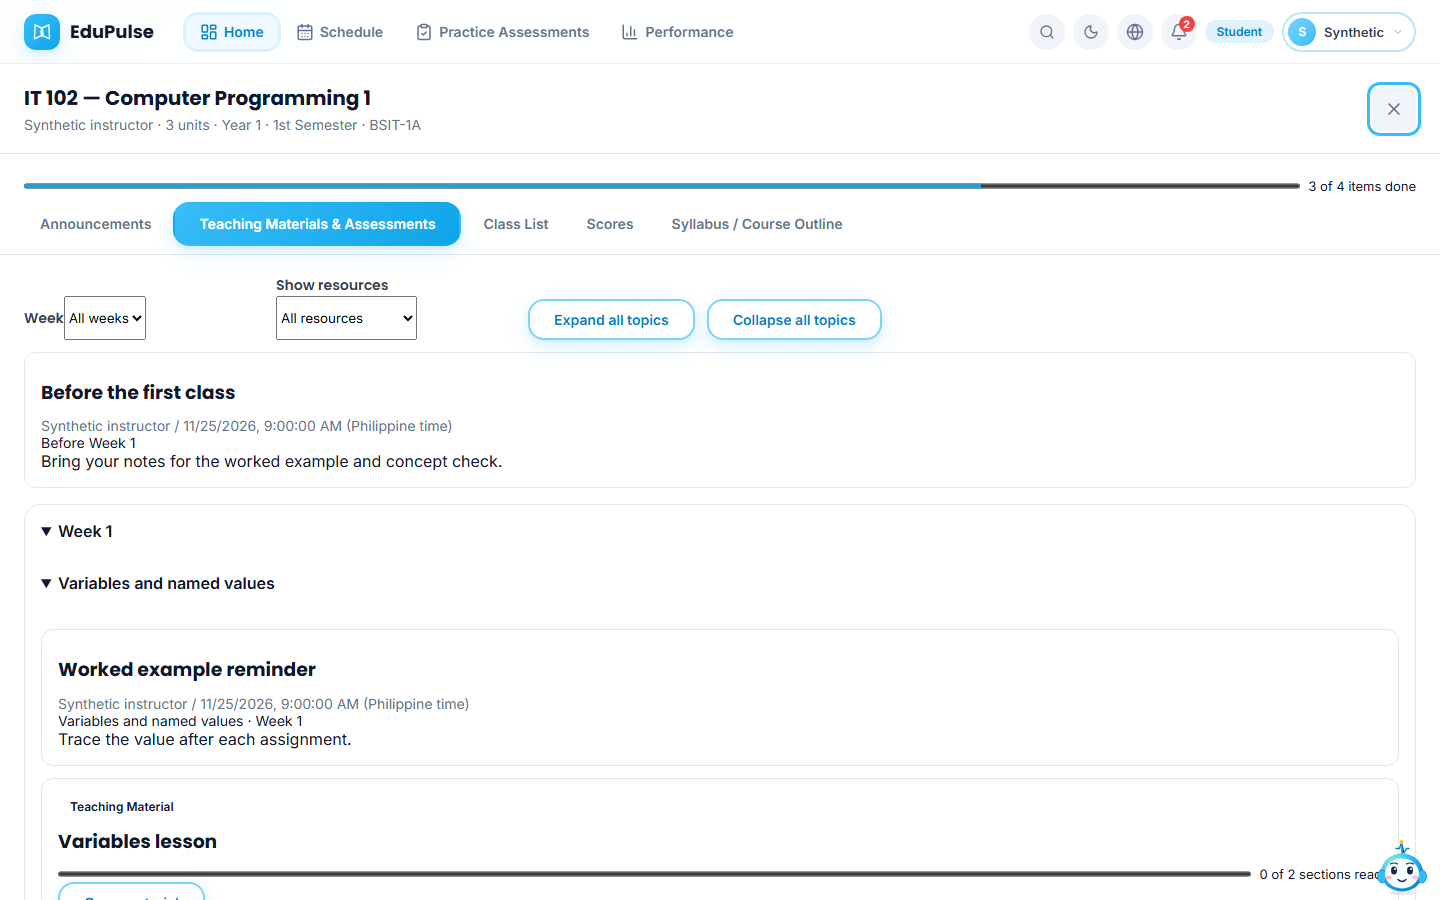 EduPulse
Home
Schedule
Practice Assessments
Performance
2
Student
S
Synthetic
IT 102 — Computer Programming 1
Synthetic instructor · 3 units · Year 1 · 1st Semester · BSIT-1A
3 of 4 items done
Announcements
Teaching Materials & Assessments
Class List
Scores
Syllabus / Course Outline
Week
All weeks
Show resources
All resources
Expand all topics
Collapse all topics
Before the first class
Synthetic instructor / 11/25/2026, 9:00:00 AM (Philippine time)
Before Week 1
Bring your notes for the worked example and concept check.
Week 1
Variables and named values
Worked example reminder
Synthetic instructor / 11/25/2026, 9:00:00 AM (Philippine time)
Variables and named values · Week 1
Trace the value after each assignment.
Teaching Material
Variables lesson
0 of 2 sections read